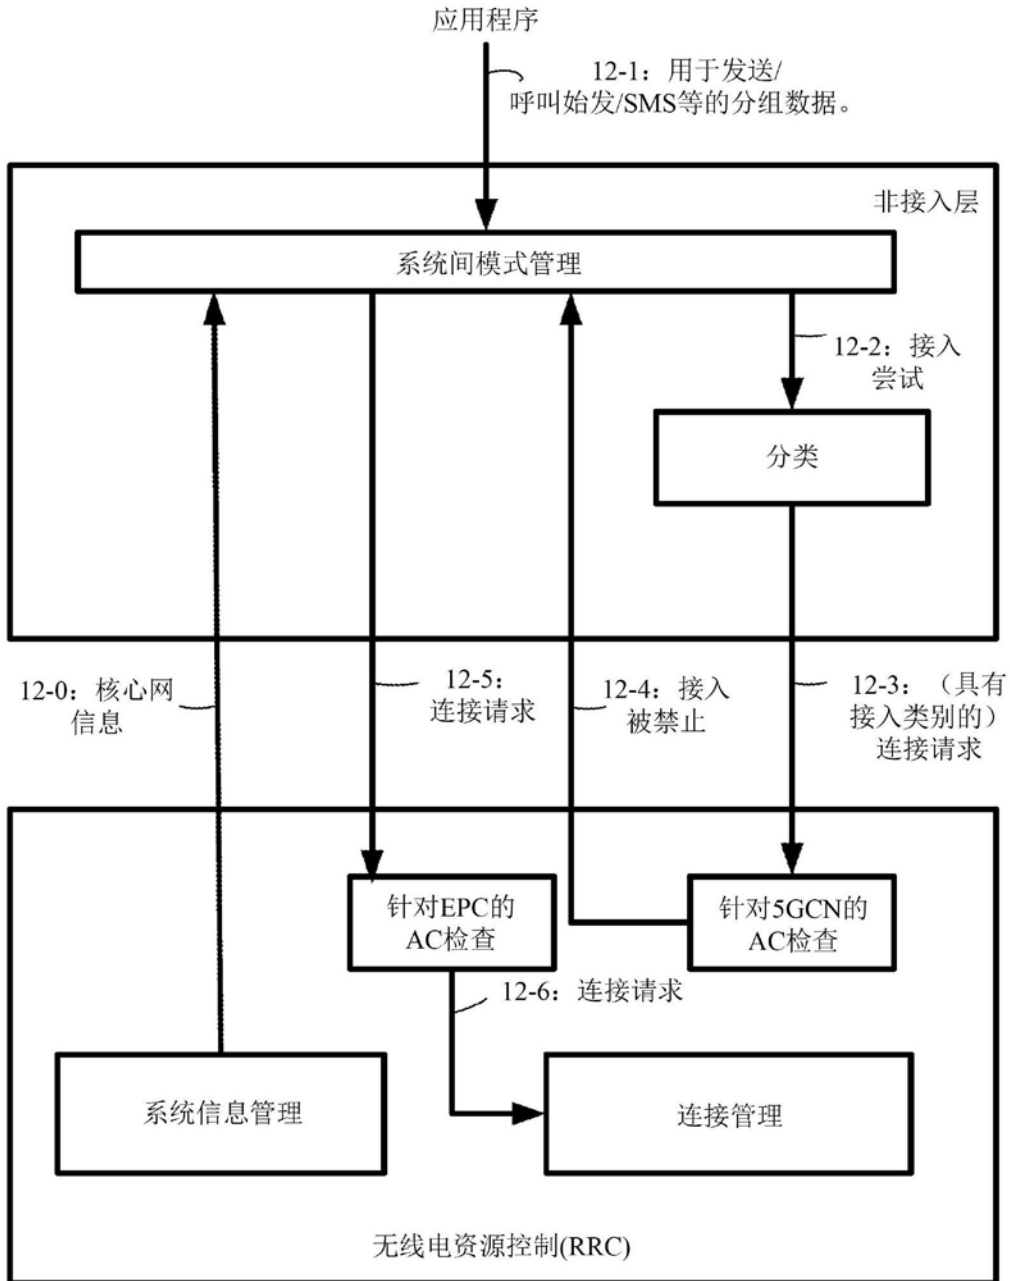 应用程序
12-1：用于发送/
呼叫始发/SMS等的分组数据。
非接入层
系统间模式管理
12-2：接入
尝试
分类
12-0：核心网
信息
12-5：
连接请求
12-4：接入
被禁止
12-3：（具有
接入类别的）
连接请求
针对EPC的
AC检查
针对5GCN的
AC检查
12-6：连接请求
系统信息管理
连接管理
无线电资源控制(RRC)